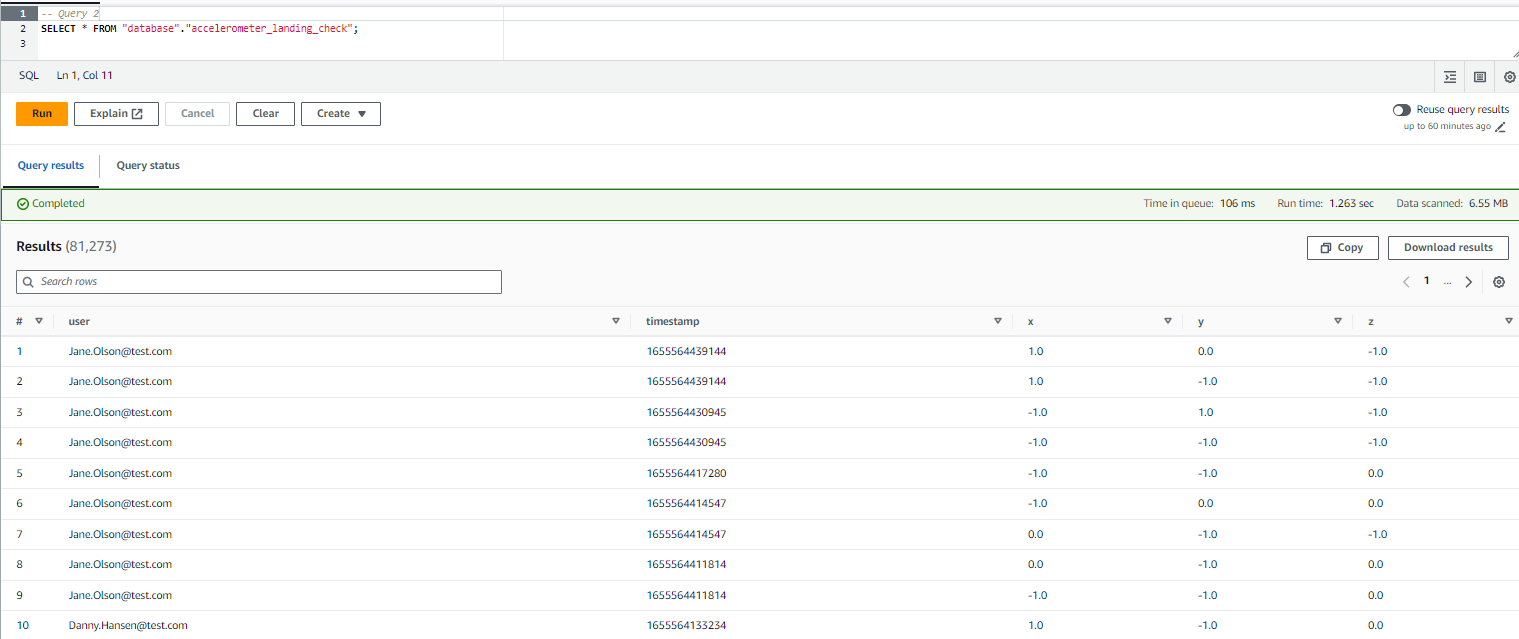 1 -- Query 2
2 SELECT * FROM "database"."accelerometer_landing_check";
3
SQL Ln 1, Col 11
Run Explain Cancel Clear Create
Reuse query results
up to 60 minutes ago
Query results Query status
Completed Time in queue: 106 ms Run time: 1.263 sec Data scanned: 6.55 MB
Results (81,273) Copy Download results
Search rows 1 ...
# user timestamp x y z
1 Jane.Olson@test.com 1655564439144 1.0 0.0 -1.0
2 Jane.Olson@test.com 1655564439144 1.0 -1.0 -1.0
3 Jane.Olson@test.com 1655564430945 -1.0 1.0 -1.0
4 Jane.Olson@test.com 1655564430945 -1.0 -1.0 -1.0
5 Jane.Olson@test.com 1655564417280 -1.0 -1.0 0.0
6 Jane.Olson@test.com 1655564414547 -1.0 0.0 0.0
7 Jane.Olson@test.com 1655564414547 0.0 -1.0 -1.0
8 Jane.Olson@test.com 1655564411814 0.0 -1.0 0.0
9 Jane.Olson@test.com 1655564411814 -1.0 -1.0 0.0
10 Danny.Hansen@test.com 1655564133234 1.0 -1.0 0.0